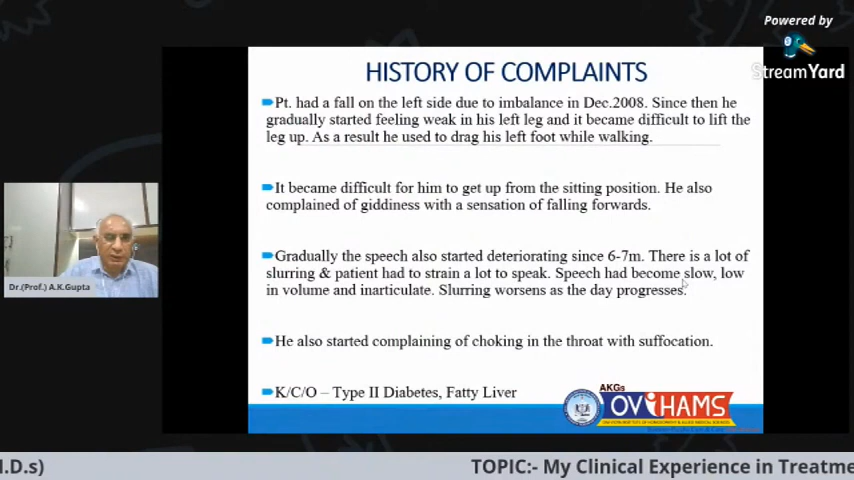 Powered by
StreamYard
HISTORY OF COMPLAINTS
Pt. had a fall on the left side due to imbalance in Dec.2008. Since then he
gradually started feeling weak in his left leg and it became difficult to lift the
leg up. As a result he used to drag his left foot while walking.
It became difficult for him to get up from the sitting position. He also
complained of giddiness with a sensation of falling forwards.
Gradually the speech also started deteriorating since 6-7m. There is a lot of
slurring & patient had to strain a lot to speak. Speech had become slow, low
in volume and inarticulate. Slurring worsens as the day progresses.
He also started complaining of choking in the throat with suffocation.
K/C/O – Type II Diabetes, Fatty Liver
Dr.(Prof.) A.K.Gupta
AKGs
OViHAMS
I.D.s)
TOPIC:- My Clinical Experience in Treatme